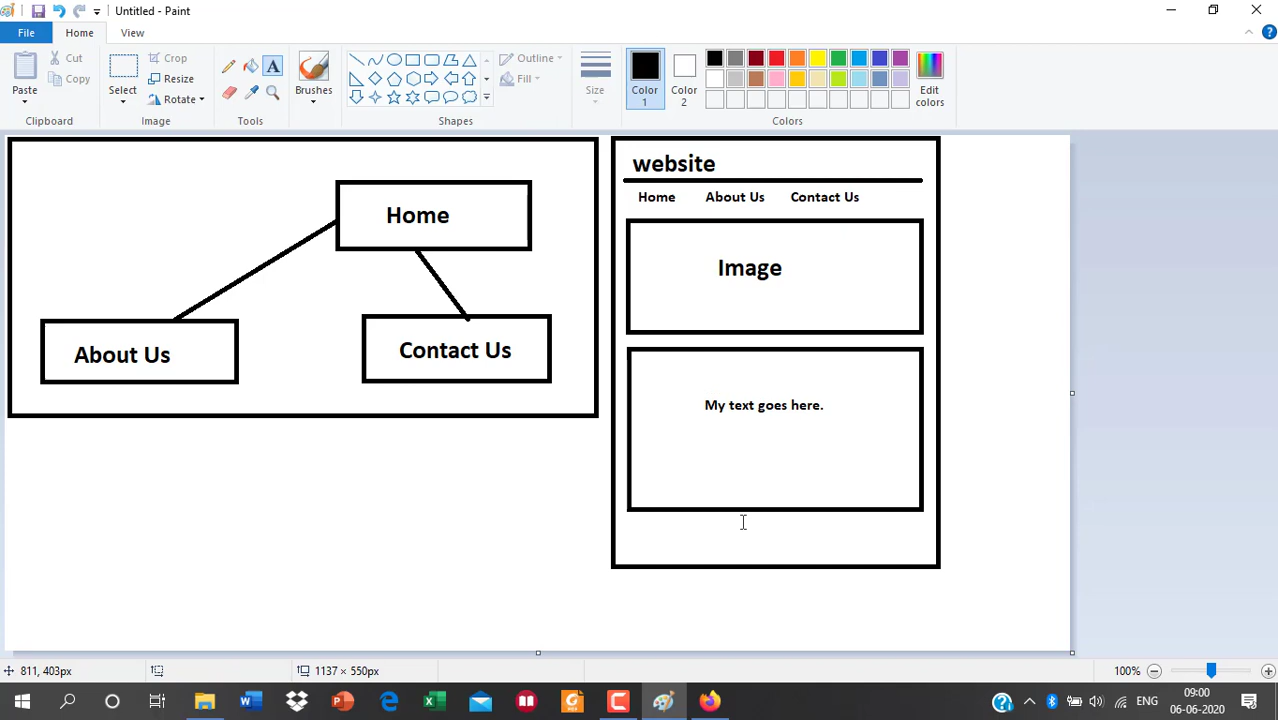 Untitled - Paint
File Home View
Paste
Cut
Copy
Clipboard
Select
Crop
Resize
Rotate
Image
A
Tools
Brushes
Outline
Fill
Shapes
Size
Color 1
Color 2
Edit colors
Colors
Home
About Us
Contact Us
website
Home About Us Contact Us
Image
My text goes here.
811, 403px
1137 × 550px
100%
ENG
09:00
06-06-2020